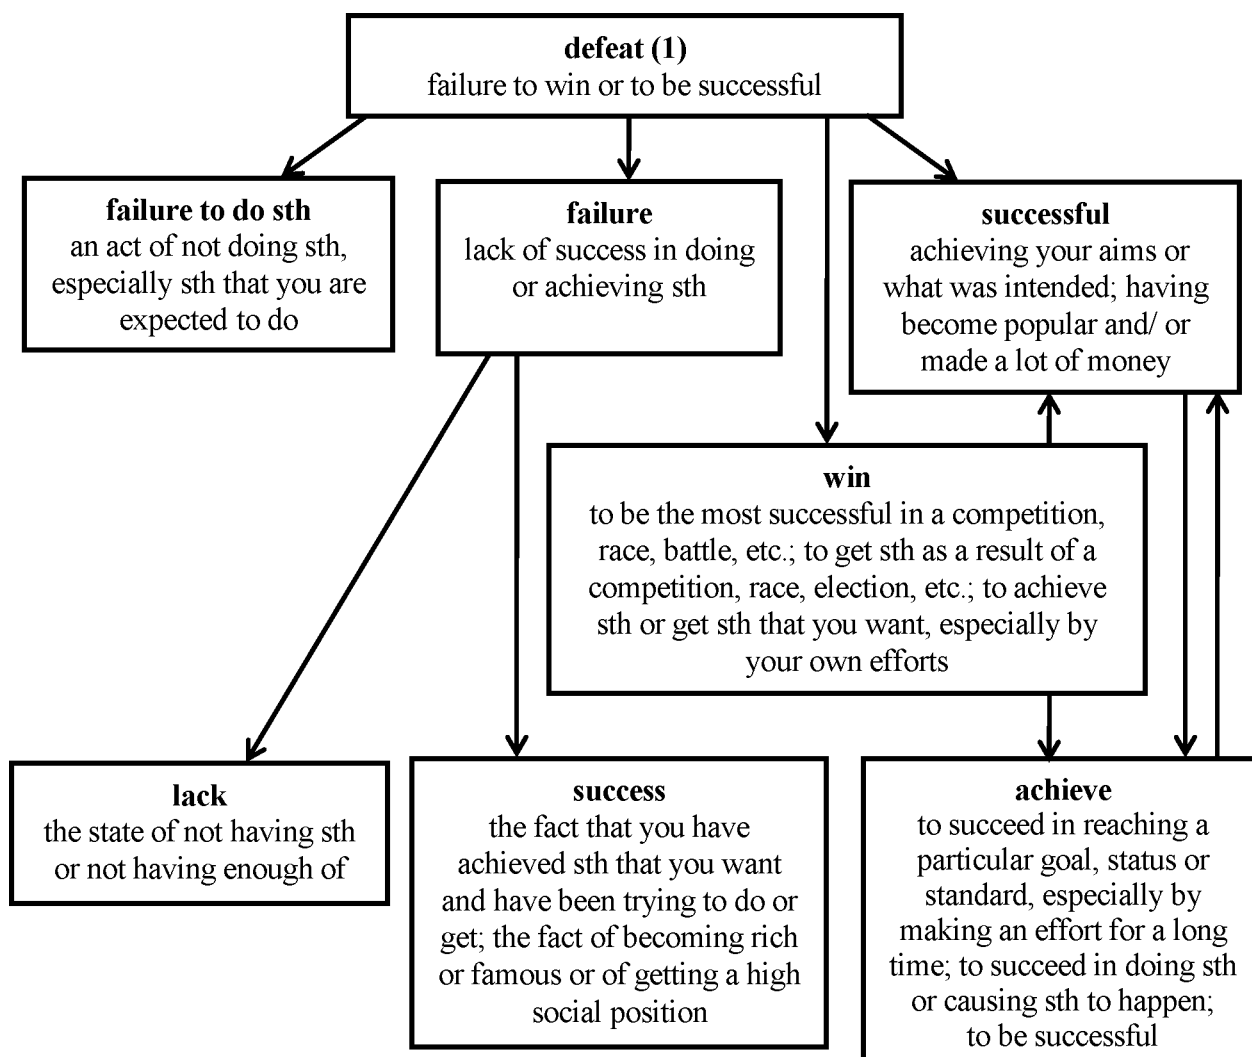 defeat (1)
failure to win or to be successful
failure to do sth
an act of not doing sth,
especially sth that you are
expected to do
failure
lack of success in doing
or achieving sth
successful
achieving your aims or
what was intended; having
become popular and/ or
made a lot of money
win
to be the most successful in a competition,
race, battle, etc.; to get sth as a result of a
competition, race, election, etc.; to achieve
sth or get sth that you want, especially by
your own efforts
lack
the state of not having sth
or not having enough of
success
the fact that you have
achieved sth that you want
and have been trying to do or
get; the fact of becoming rich
or famous or of getting a high
social position
achieve
to succeed in reaching a
particular goal, status or
standard, especially by
making an effort for a long
time; to succeed in doing sth
or causing sth to happen;
to be successful